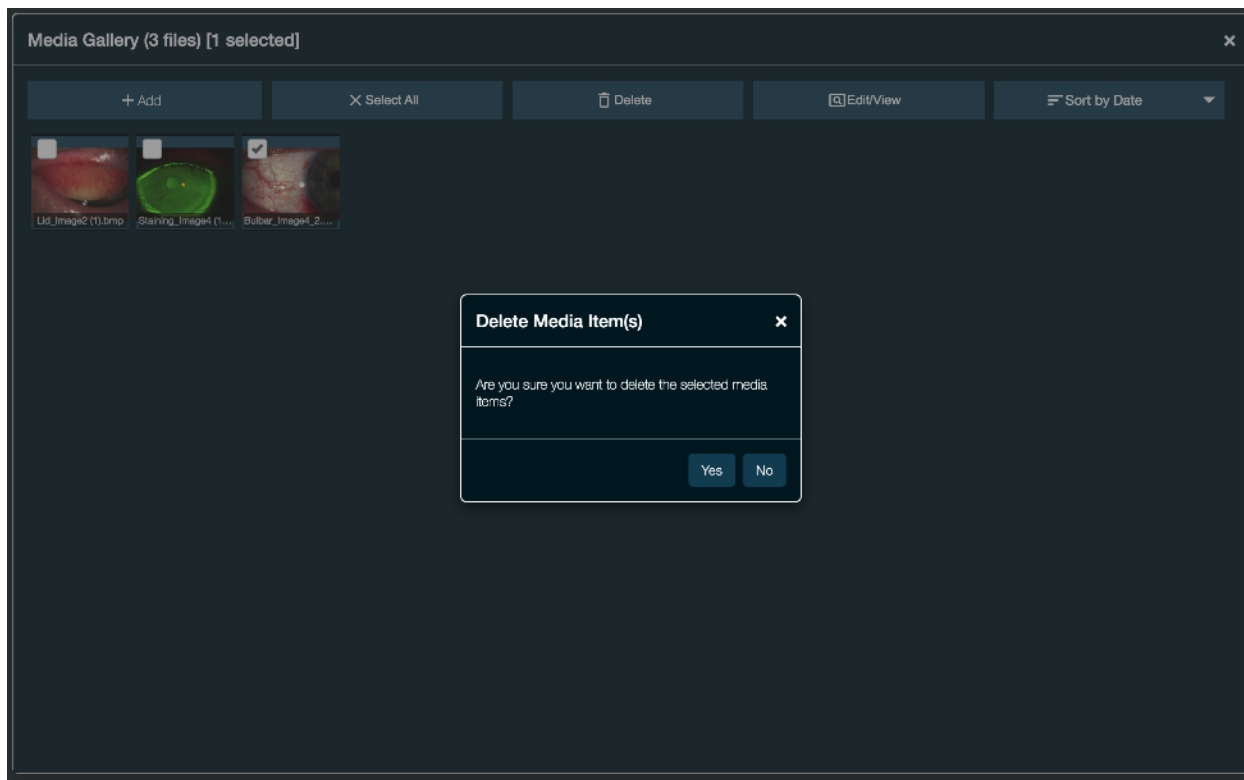 Media Gallery (3 files) [1 selected]
Add
Select All
Delete
Edit/View
Sort by Date
Lid_Image2 (1).bmp
Staining_Image4 (1....
Bulbar_Image4_2....
Delete Media Item(s)
Are you sure you want to delete the selected media
items?
Yes
No